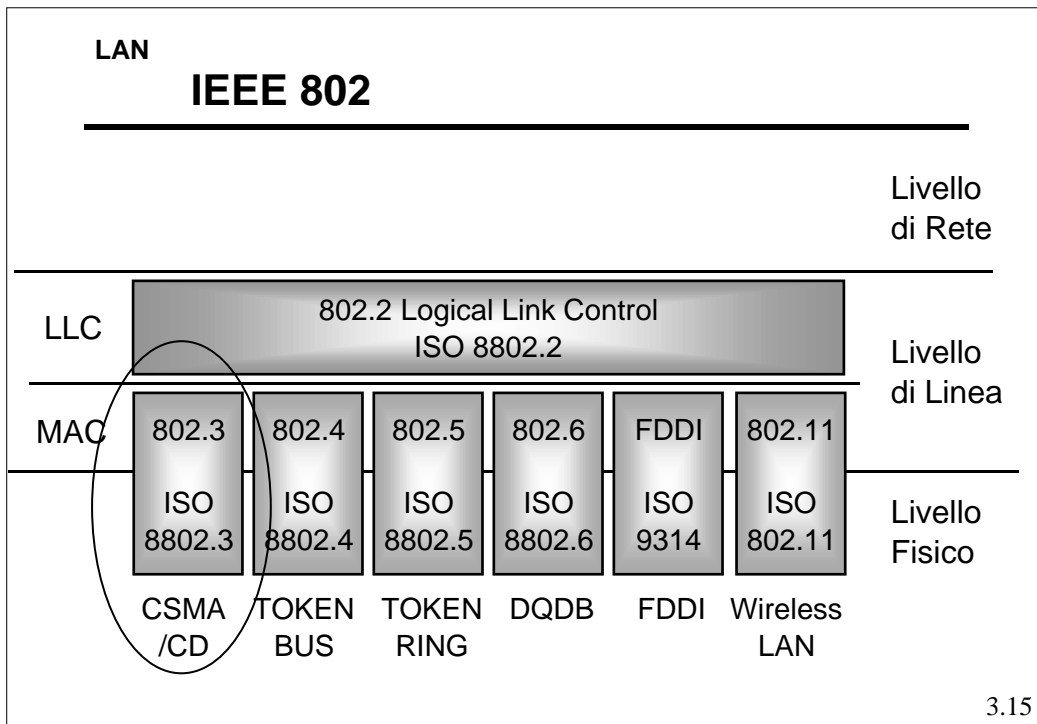 LAN
IEEE 802
Livello
di Rete
802.2 Logical Link Control
ISO 8802.2
LLC
Livello
di Linea
MAC
802.3
802.4
802.5
802.6
FDDI
802.11
ISO
8802.3
ISO
8802.4
ISO
8802.5
ISO
8802.6
ISO
9314
ISO
802.11
Livello
Fisico
CSMA
/CD
TOKEN
BUS
TOKEN
RING
DQDB
FDDI
Wireless
LAN
3.15